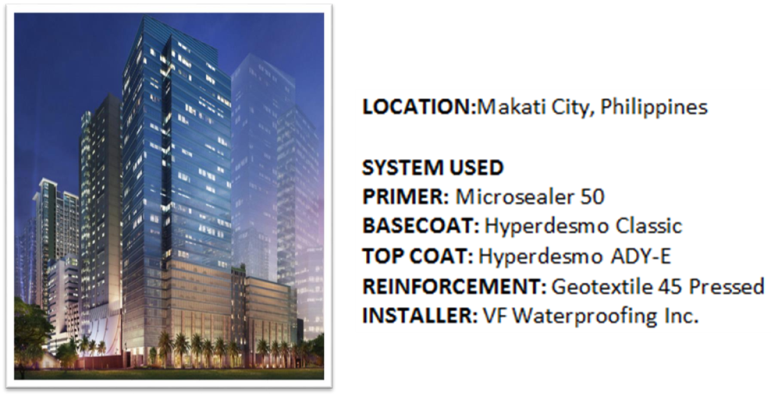 LOCATION:Makati City, Philippines
SYSTEM USED
PRIMER: Microsealer 50
BASECOAT: Hyperdesmo Classic
TOP COAT: Hyperdesmo ADY-E
REINFORCEMENT: Geotextile 45 Pressed
INSTALLER: VF Waterproofing Inc.